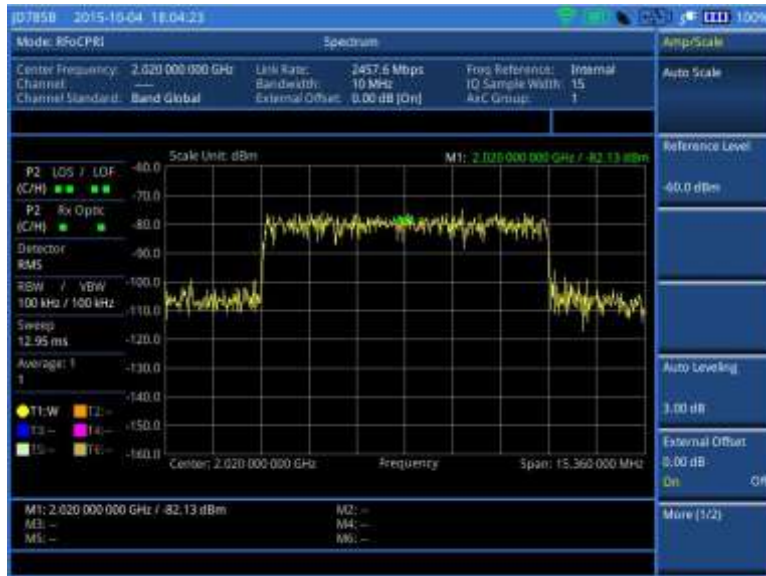 JD785B 2015-10-04 18:04:23 100%
Mode: RFoCPRI Spectrum Amp/Scale
Center Frequency: 2.020 000 000 GHz Link Rate: 2457.6 Mbps Freq Reference: Internal
Channel: ---- Bandwidth: 10 MHz IQ Sample Width: 15
Channel Standard: Band Global External Offset: 0.00 dB [On] AxC Group: 1
Auto Scale
Scale Unit: dBm M1: 2.020 000 000 GHz / -82.13 dBm
Reference Level
-60.0 dBm
P2 LOS / LOF
(C/H)
P2 Rx Optic
(C/H)
Detector
RMS
RBW / VBW
100 kHz / 100 kHz
Sweep
12.95 ms
Average: 1
1
T1:W T2:--
T3:-- T4:--
T5:-- T6:--
-70.0
-80.0
-90.0
-100.0
-110.0
-120.0
-130.0
-140.0
-150.0
-160.0
Center: 2.020 000 000 GHz Frequency Span: 15.360 000 MHz
Auto Leveling
3.00 dB
External Offset
0.00 dB
On Off
More (1/2)
M1: 2.020 000 000 GHz / -82.13 dBm M2: --
M3: -- M4: --
M5: -- M6: --